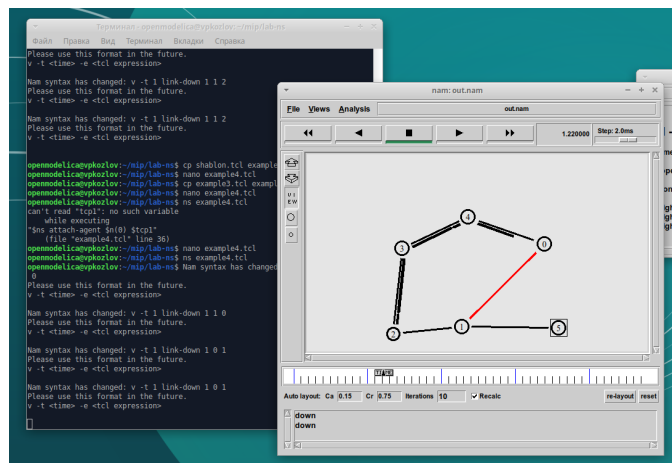 Терминал - openmodelica@vpkozlov:~/mip/lab-ns
Файл Правка Вид Терминал Вкладки Справка
Please use this format in the future.
v -t <time> -e <tcl expression>
Nam syntax has changed: v -t 1 link-down 1 1 2
Please use this format in the future.
v -t <time> -e <tcl expression>
Nam syntax has changed: v -t 1 link-down 1 1 2
Please use this format in the future.
v -t <time> -e <tcl expression>
openmodelica@vpkozlov:~/mip/lab-ns$ cp shablon.tcl example
openmodelica@vpkozlov:~/mip/lab-ns$ nano example4.tcl
openmodelica@vpkozlov:~/mip/lab-ns$ cp example3.tcl exampl
openmodelica@vpkozlov:~/mip/lab-ns$ nano example4.tcl
openmodelica@vpkozlov:~/mip/lab-ns$ ns example4.tcl
can't read "tcp1": no such variable
while executing
"$ns attach-agent $n(0) $tcp1"
(file "example4.tcl" line 36)
openmodelica@vpkozlov:~/mip/lab-ns$ nano example4.tcl
openmodelica@vpkozlov:~/mip/lab-ns$ ns example4.tcl
openmodelica@vpkozlov:~/mip/lab-ns$ Nam syntax has changed
0
Please use this format in the future.
v -t <time> -e <tcl expression>
Nam syntax has changed: v -t 1 link-down 1 1 0
Please use this format in the future.
v -t <time> -e <tcl expression>
Nam syntax has changed: v -t 1 link-down 1 0 1
Please use this format in the future.
v -t <time> -e <tcl expression>
Nam syntax has changed: v -t 1 link-down 1 0 1
Please use this format in the future.
v -t <time> -e <tcl expression>
nam: out.nam
File Views Analysis out.nam
1.220000 Step: 2.0ms
VIEW
4
3
0
2
1
5
TIME
Auto layout: Ca 0.15 Cr 0.75 Iterations 10 Recalc re-layout reset
down
down